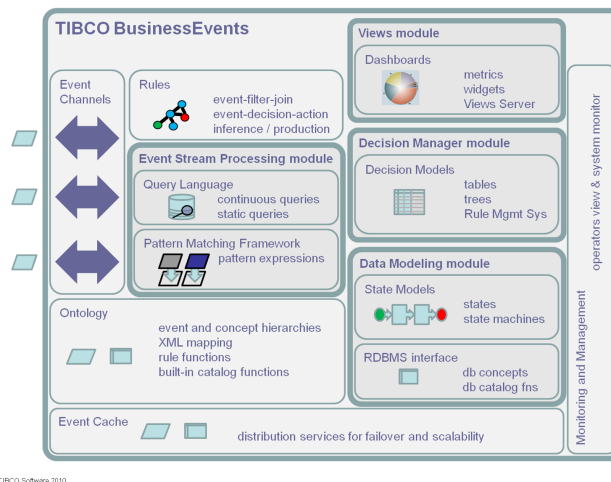 TIBCO BusinessEvents
Event
Channels
Rules
event-filter-join
event-decision-action
inference / production
Event Stream Processing module
Query Language
continuous queries
static queries
Pattern Matching Framework
pattern expressions
Ontology
event and concept hierarchies
XML mapping
rule functions
built-in catalog functions
Event Cache
distribution services for failover and scalability
Views module
Dashboards
metrics
widgets
Views Server
Decision Manager module
Decision Models
tables
trees
Rule Mgmt Sys
Data Modeling module
State Models
states
state machines
RDBMS interface
db concepts
db catalog fns
Monitoring and Management
operators view & system monitor
TIBCO Software 2010